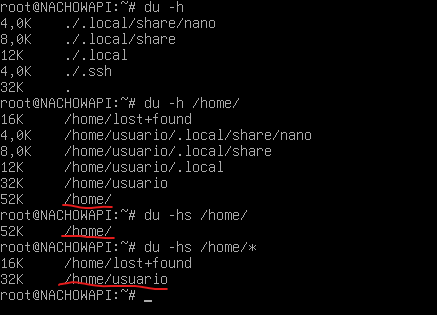 root@NACHOWAPI:~# du -h
4,0K ./.local/share/nano
8,0K ./.local/share
12K ./.local
4,0K ./.ssh
32K .
root@NACHOWAPI:~# du -h /home/
16K /home/lost+found
4,0K /home/usuario/.local/share/nano
8,0K /home/usuario/.local/share
12K /home/usuario/.local
32K /home/usuario
52K /home/
root@NACHOWAPI:~# du -hs /home/
52K /home/
root@NACHOWAPI:~# du -hs /home/*
16K /home/lost+found
32K /home/usuario
root@NACHOWAPI:~# _